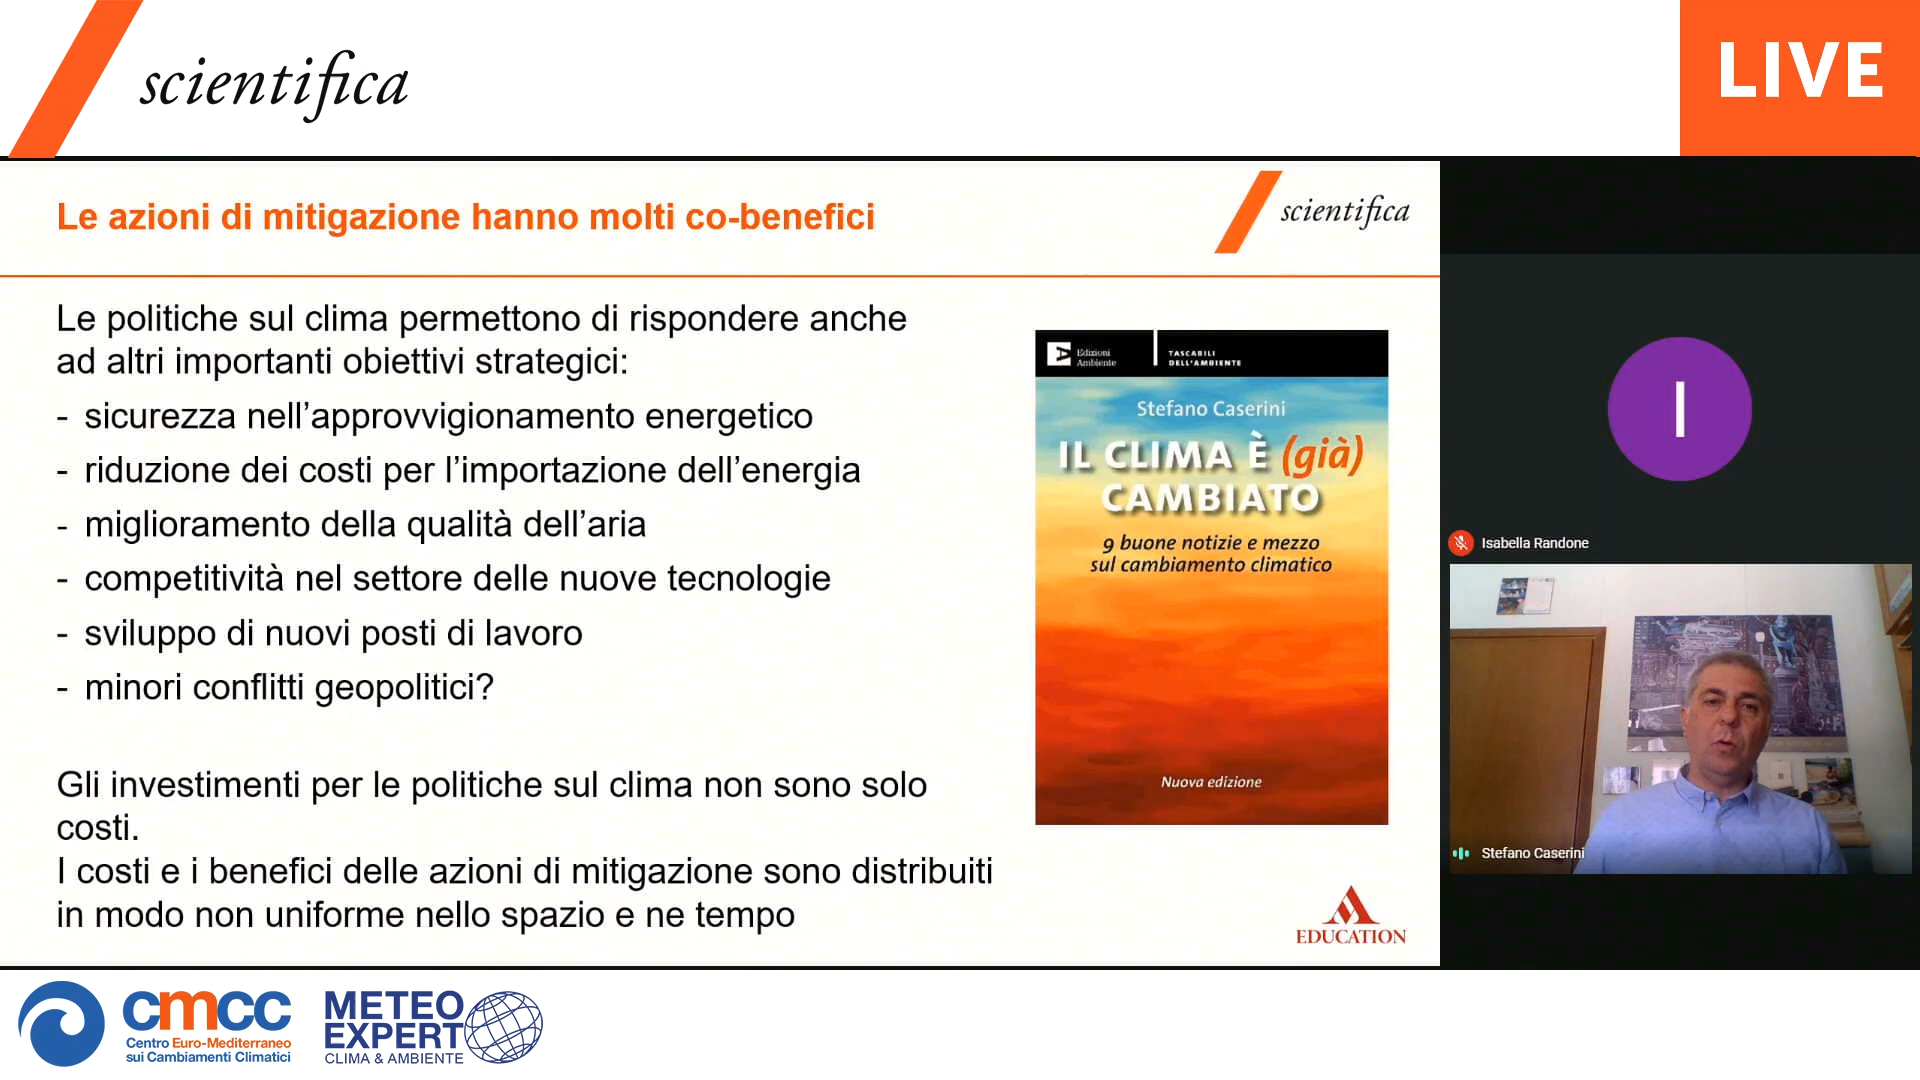 scientifica
LIVE
Le azioni di mitigazione hanno molti co-benefici
scientifica
Le politiche sul clima permettono di rispondere anche
ad altri importanti obiettivi strategici:
- sicurezza nell’approvvigionamento energetico
- riduzione dei costi per l’importazione dell’energia
- miglioramento della qualità dell’aria
- competitività nel settore delle nuove tecnologie
- sviluppo di nuovi posti di lavoro
- minori conflitti geopolitici?
Gli investimenti per le politiche sul clima non sono solo
costi.
I costi e i benefici delle azioni di mitigazione sono distribuiti
in modo non uniforme nello spazio e ne tempo
Edizioni
Ambiente
TASCABILI
DELL'AMBIENTE
Stefano Caserini
IL CLIMA È (già)
CAMBIATO
9 buone notizie e mezzo
sul cambiamento climatico
Nuova edizione
EDUCATION
I
Isabella Randone
Stefano Caserini
cmcc
Centro Euro-Mediterraneo
sui Cambiamenti Climatici
METEO
EXPERT
CLIMA & AMBIENTE